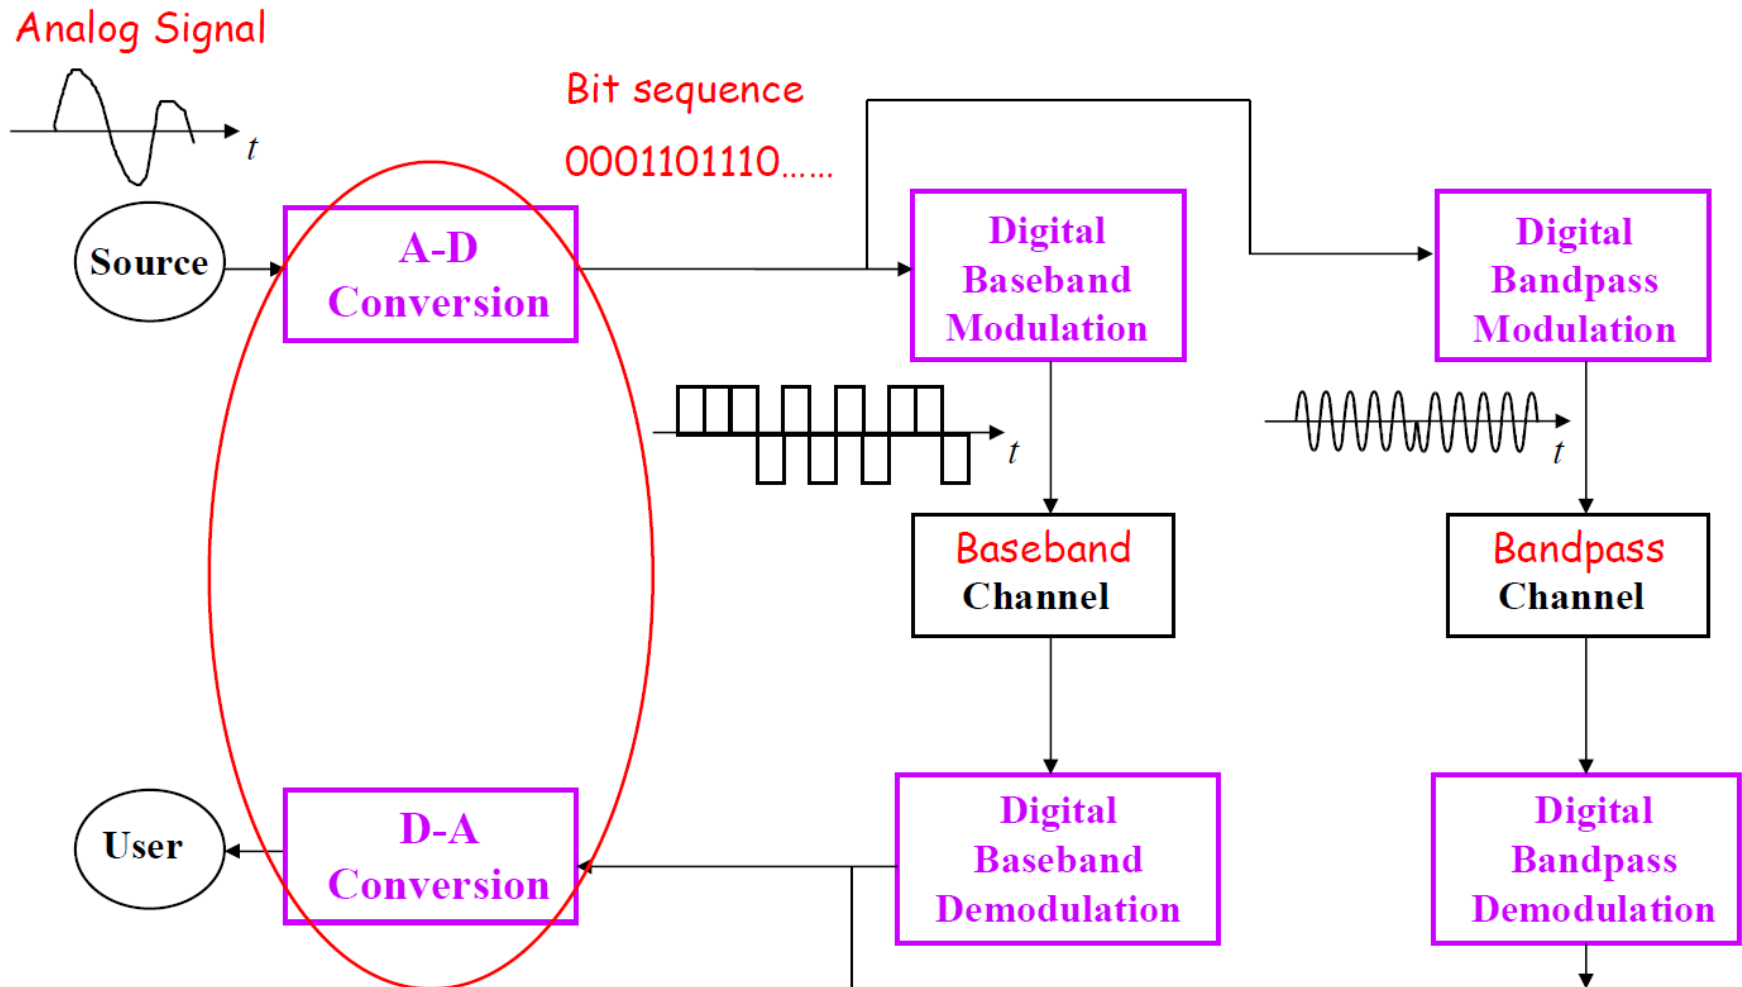 Analog Signal
t
Bit sequence
0001101110......
Source
A-D
Conversion
Digital
Baseband
Modulation
Digital
Bandpass
Modulation
t
t
Baseband
Channel
Bandpass
Channel
User
D-A
Conversion
Digital
Baseband
Demodulation
Digital
Bandpass
Demodulation